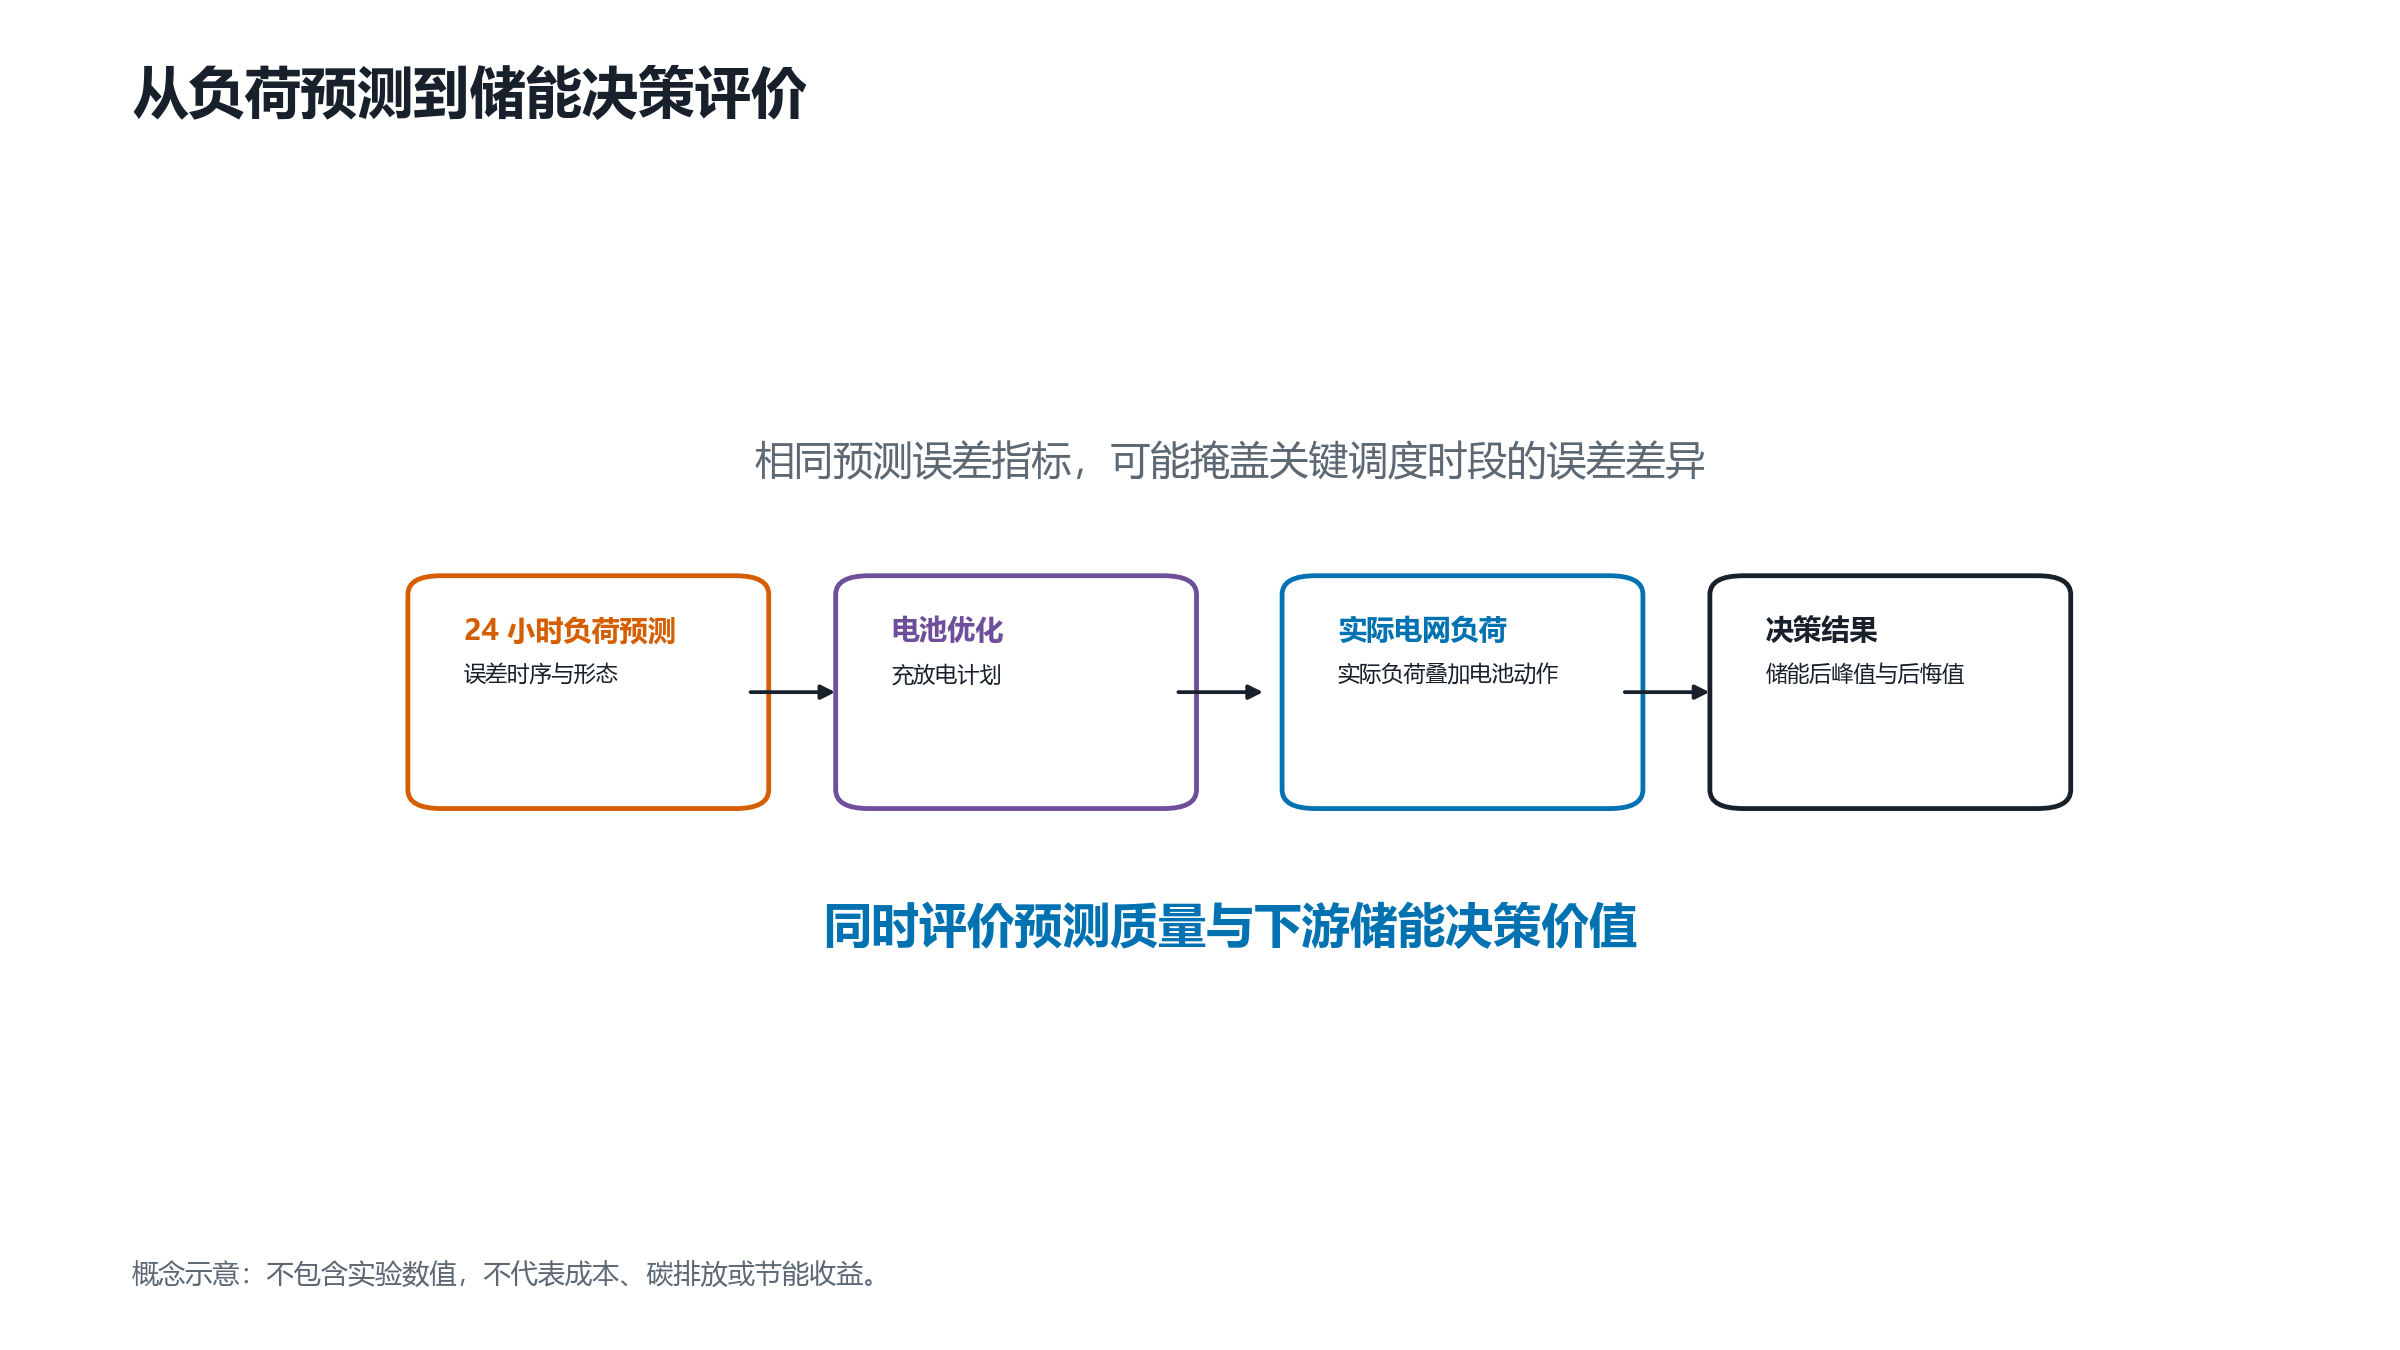 从负荷预测到储能决策评价
相同预测误差指标，可能掩盖关键调度时段的误差差异
24 小时负荷预测
误差时序与形态
电池优化
充放电计划
实际电网负荷
实际负荷叠加电池动作
决策结果
储能后峰值与后悔值
同时评价预测质量与下游储能决策价值
概念示意：不包含实验数值，不代表成本、碳排放或节能收益。